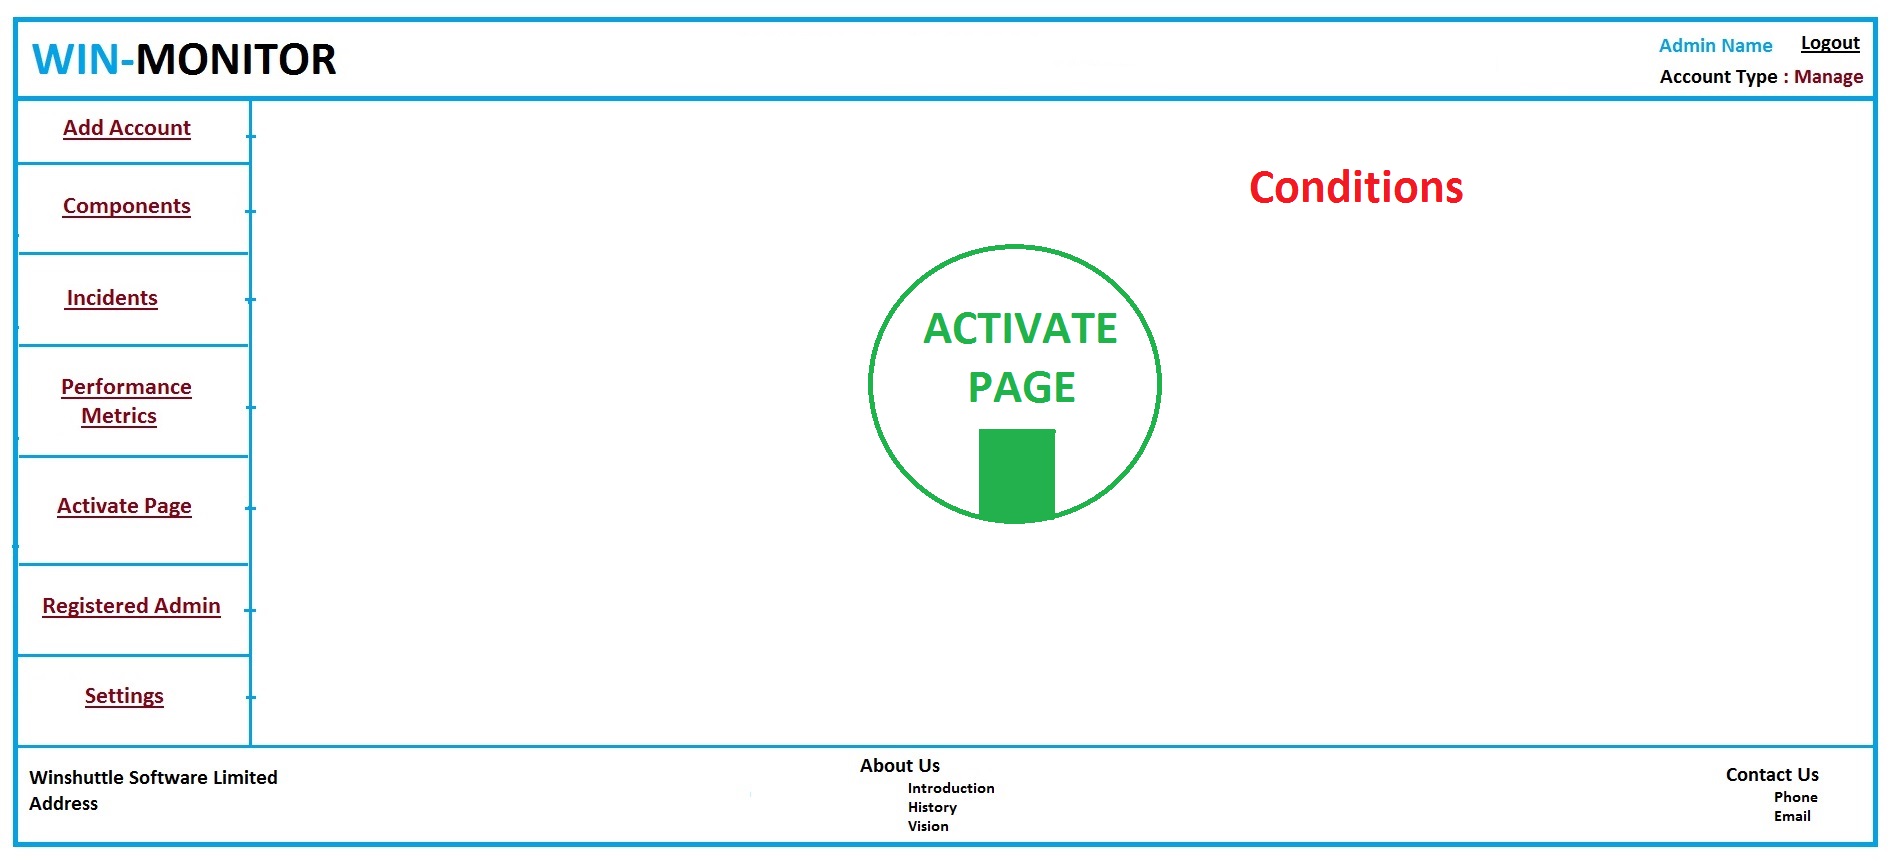 WIN-MONITOR
Admin Name Logout
Account Type : Manage
Add Account
Components
Incidents
Performance
Metrics
Activate Page
Registered Admin
Settings
Conditions
ACTIVATE
PAGE
Winshuttle Software Limited
Address
About Us
Introduction
History
Vision
Contact Us
Phone
Email